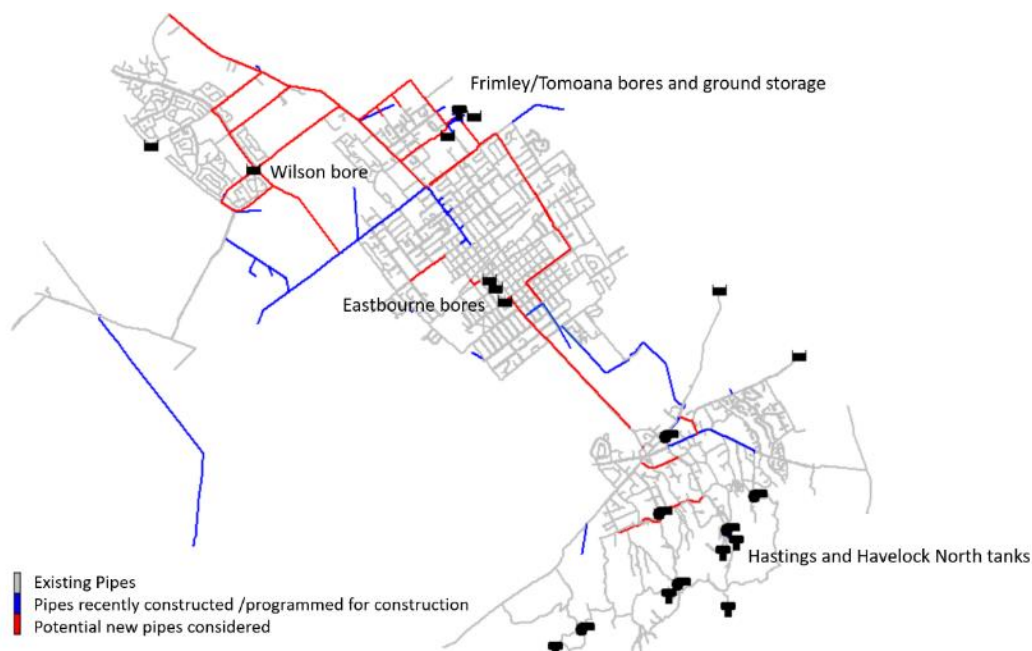 Frimley/Tomoana bores and ground storage
Wilson bore
Eastbourne bores
Hastings and Havelock North tanks
Existing Pipes
Pipes recently constructed /programmed for construction
Potential new pipes considered